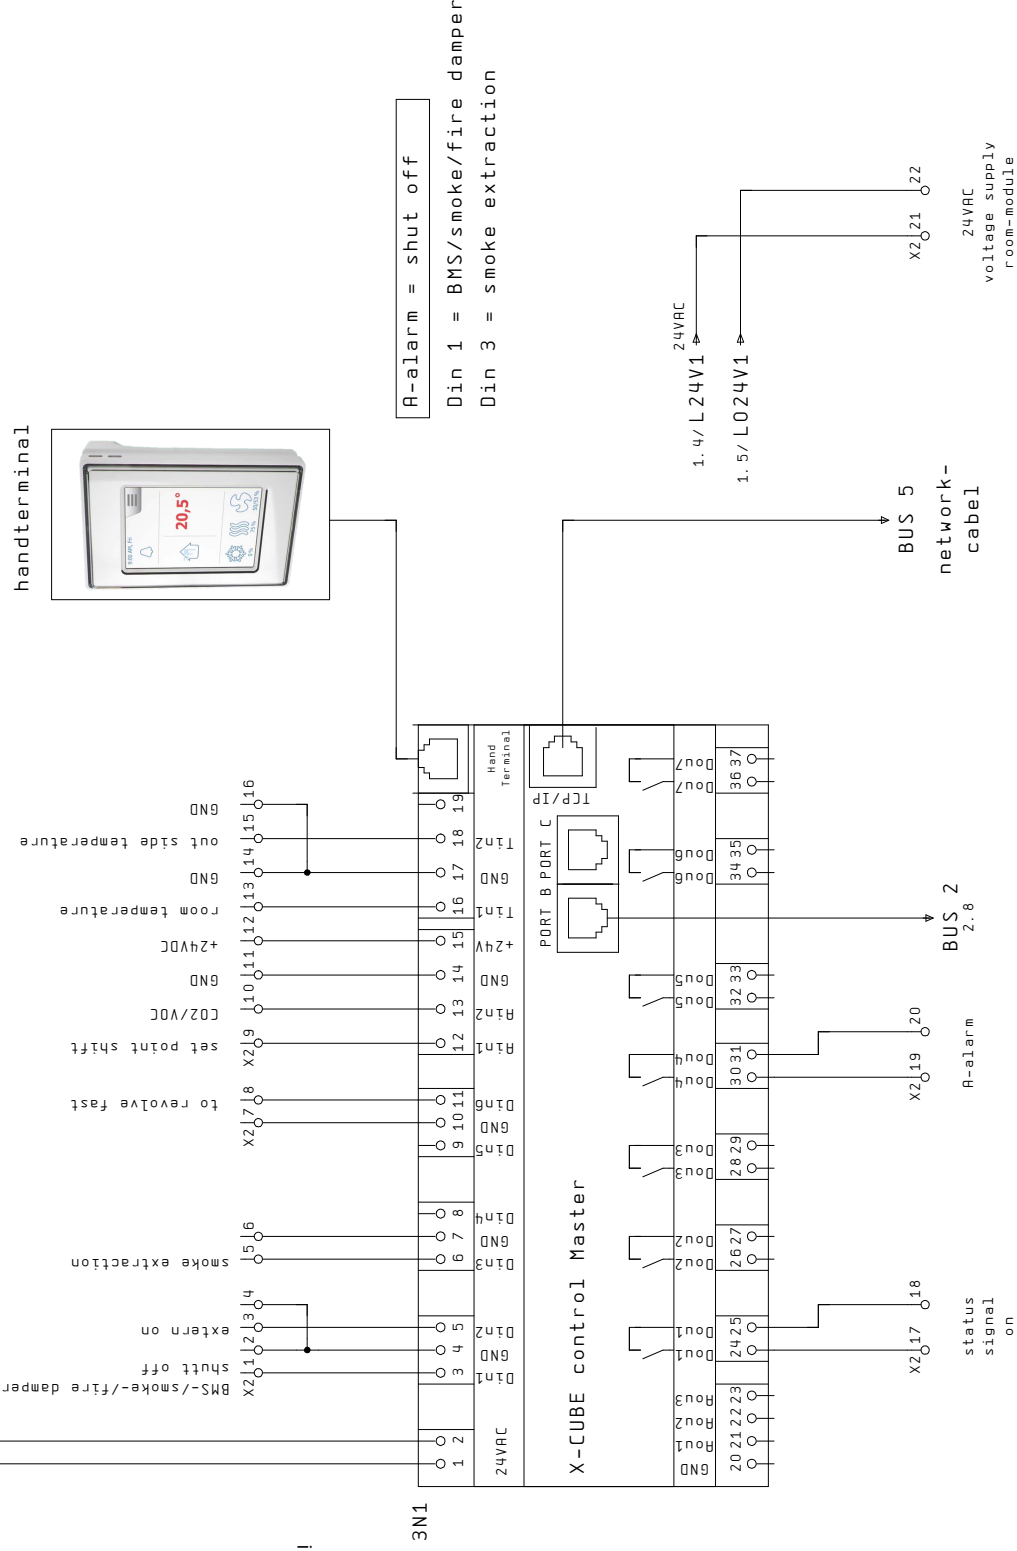 handterminal
9:00 AM, Fri
20,5°
0%
75%
50/53%
A-alarm = shut off
Din 1 = BMS/smoke/fire damper
Din 3 = smoke extraction
24VAC
1.4/L24V1
1.5/L024V1
X2 21 22
24VAC
voltage supply
room-module
BUS 5
network-
cabel
BMS-/smoke-/fire damper
shutt off
extern on
smoke extraction
to revolve fast
set point shift
CO2/VOC
GND
+24VDC
room temperature
GND
out side temperature
GND
X2 1 2 3 4 5 6
X2 7 8
X2 9 10 11 12 13 14 15 16
3N1
1 2 3 4 5 6 7 8 9 10 11 12 13 14 15 16 17 18 19
24VAC
Din1 GND Din2
Din3 GND Din4
Din5 GND Din6
Ain1 Ain2 GND +24V
Tin1 GND Tin2
Hand
Terminal
X-CUBE control Master
PORT B PORT C
TCP/IP
GND Aou1 Aou2 Aou3
Dou1 Dou1
Dou2 Dou2
Dou3 Dou3
Dou4 Dou4
Dou5 Dou5
Dou6 Dou6
Dou7 Dou7
20 21 22 23 24 25 26 27 28 29 30 31 32 33 34 35 36 37
X2 17 18
status
signal
on
X2 19 20
A-alarm
BUS 2
2.8